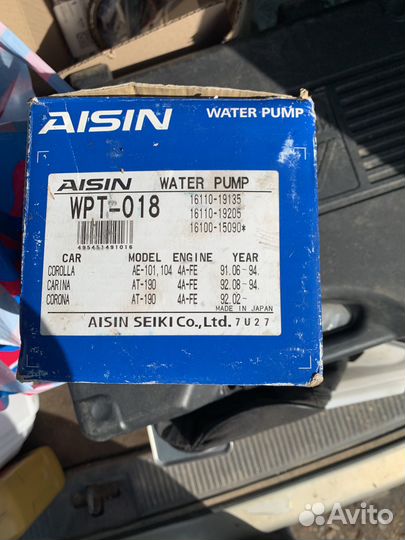 AISIN WATER PUMP
AISIN WATER PUMP
WPT-018 16110-19135
16110-19205
16100-15090*
4954514910 16
CAR MODEL ENGINE YEAR
COROLLA AE-101,104 4A-FE 91.06-94.
CARINA AT-190 4A-FE 92.08-94.
CORONA AT-190 4A-FE 92.02-
MADE IN JAPAN
AISIN SEIKI Co., Ltd. 7U27
Avito